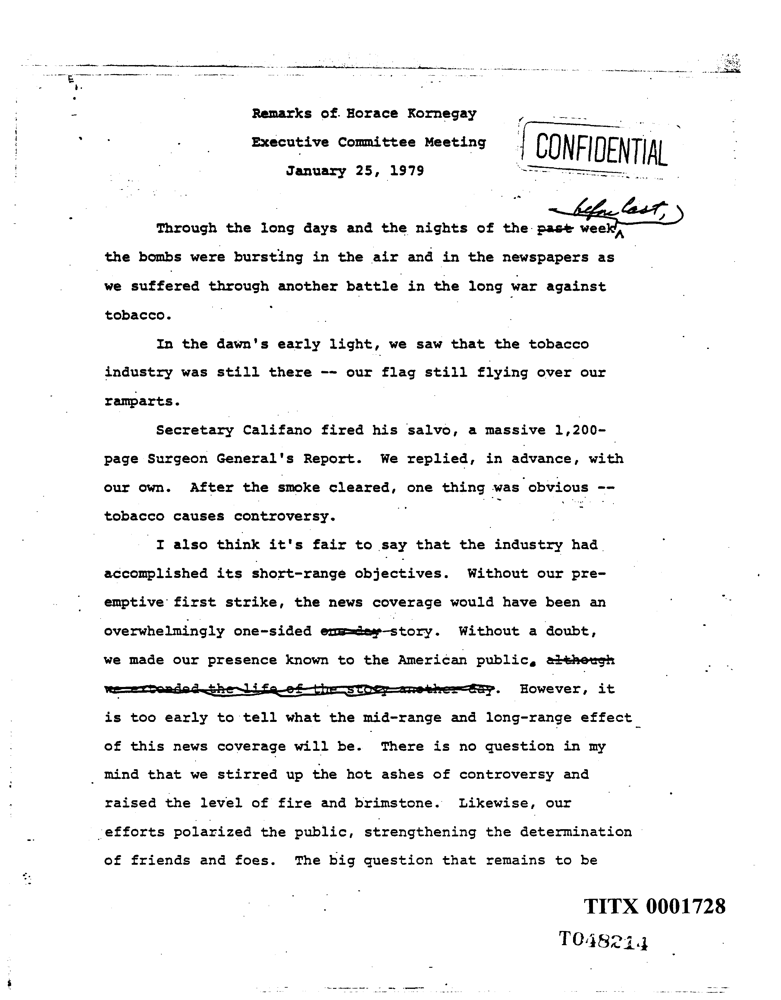 Remarks of Horace Kornegay
Executive Committee Meeting
January 25, 1979
CONFIDENTIAL
before last,
Through the long days and the nights of the past week
the bombs were bursting in the air and in the newspapers as
we suffered through another battle in the long war against
tobacco.
In the dawn's early light, we saw that the tobacco
industry was still there -- our flag still flying over our
ramparts.
Secretary Califano fired his salvo, a massive 1,200-
page Surgeon General's Report. We replied, in advance, with
our own. After the smoke cleared, one thing was obvious --
tobacco causes controversy.
I also think it's fair to say that the industry had
accomplished its short-range objectives. Without our pre-
emptive first strike, the news coverage would have been an
overwhelmingly one-sided one-day story. Without a doubt,
we made our presence known to the American public. although
we extended the life of the story another day. However, it
is too early to tell what the mid-range and long-range effect
of this news coverage will be. There is no question in my
mind that we stirred up the hot ashes of controversy and
raised the level of fire and brimstone. Likewise, our
efforts polarized the public, strengthening the determination
of friends and foes. The big question that remains to be
TITX 0001728
T048214